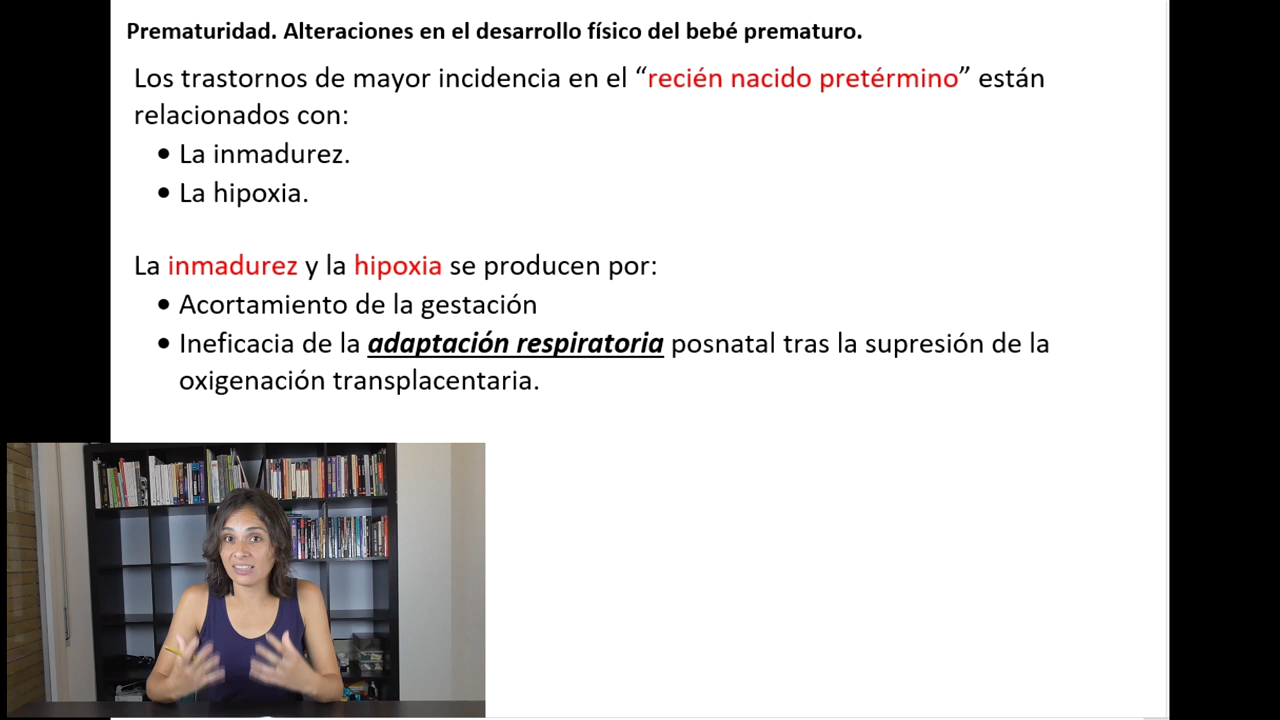 Prematuridad. Alteraciones en el desarrollo físico del bebé prematuro.
Los trastornos de mayor incidencia en el “recién nacido pretérmino” están
relacionados con:
• La inmadurez.
• La hipoxia.
La inmadurez y la hipoxia se producen por:
• Acortamiento de la gestación
• Ineficacia de la adaptación respiratoria posnatal tras la supresión de la
oxigenación transplacentaria.